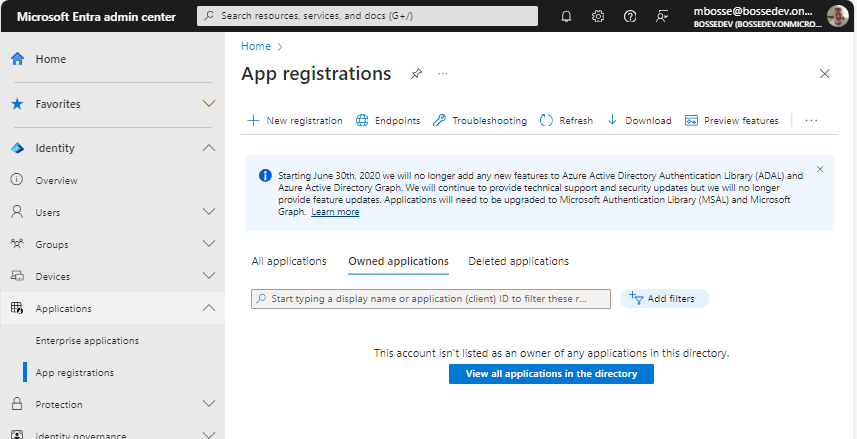 Microsoft Entra admin center
Search resources, services, and docs (G+/)
mbosse@bossedev.on...
BOSSEDEV (BOSSEDEV.ONMICRO...
Home
Favorites
Identity
Overview
Users
Groups
Devices
Applications
Enterprise applications
App registrations
Protection
Identity governance
Home
App registrations
New registration
Endpoints
Troubleshooting
Refresh
Download
Preview features
Starting June 30th, 2020 we will no longer add any new features to Azure Active Directory Authentication Library (ADAL) and
Azure Active Directory Graph. We will continue to provide technical support and security updates but we will no longer
provide feature updates. Applications will need to be upgraded to Microsoft Authentication Library (MSAL) and Microsoft
Graph. Learn more
All applications
Owned applications
Deleted applications
Start typing a display name or application (client) ID to filter these r...
Add filters
This account isn't listed as an owner of any applications in this directory.
View all applications in the directory